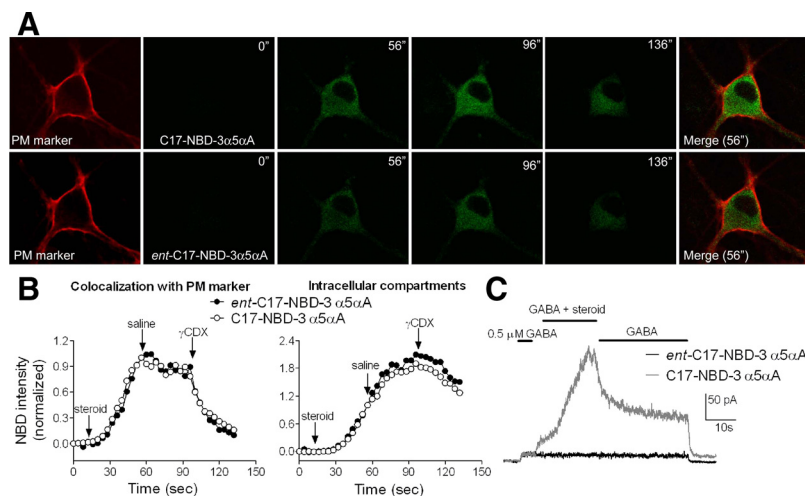 A
PM marker
0”
C17-NBD-3α5αA
56”
96”
136”
Merge (56”)
PM marker
0”
ent-C17-NBD-3α5αA
56”
96”
136”
Merge (56”)
B
Colocalization with PM marker
Intracellular compartments
ent-C17-NBD-3 α5αA
C17-NBD-3 α5αA
NBD intensity
(normalized)
1.2
0.9
0.6
0.3
0.0
steroid
saline
γCDX
0 30 60 90 120 150
Time (sec)
2.4
1.8
1.2
0.6
0.0
steroid
saline
γCDX
0 30 60 90 120 150
Time (sec)
C
GABA + steroid
0.5 μM GABA
GABA
ent-C17-NBD-3 α5αA
C17-NBD-3 α5αA
50 pA
10s